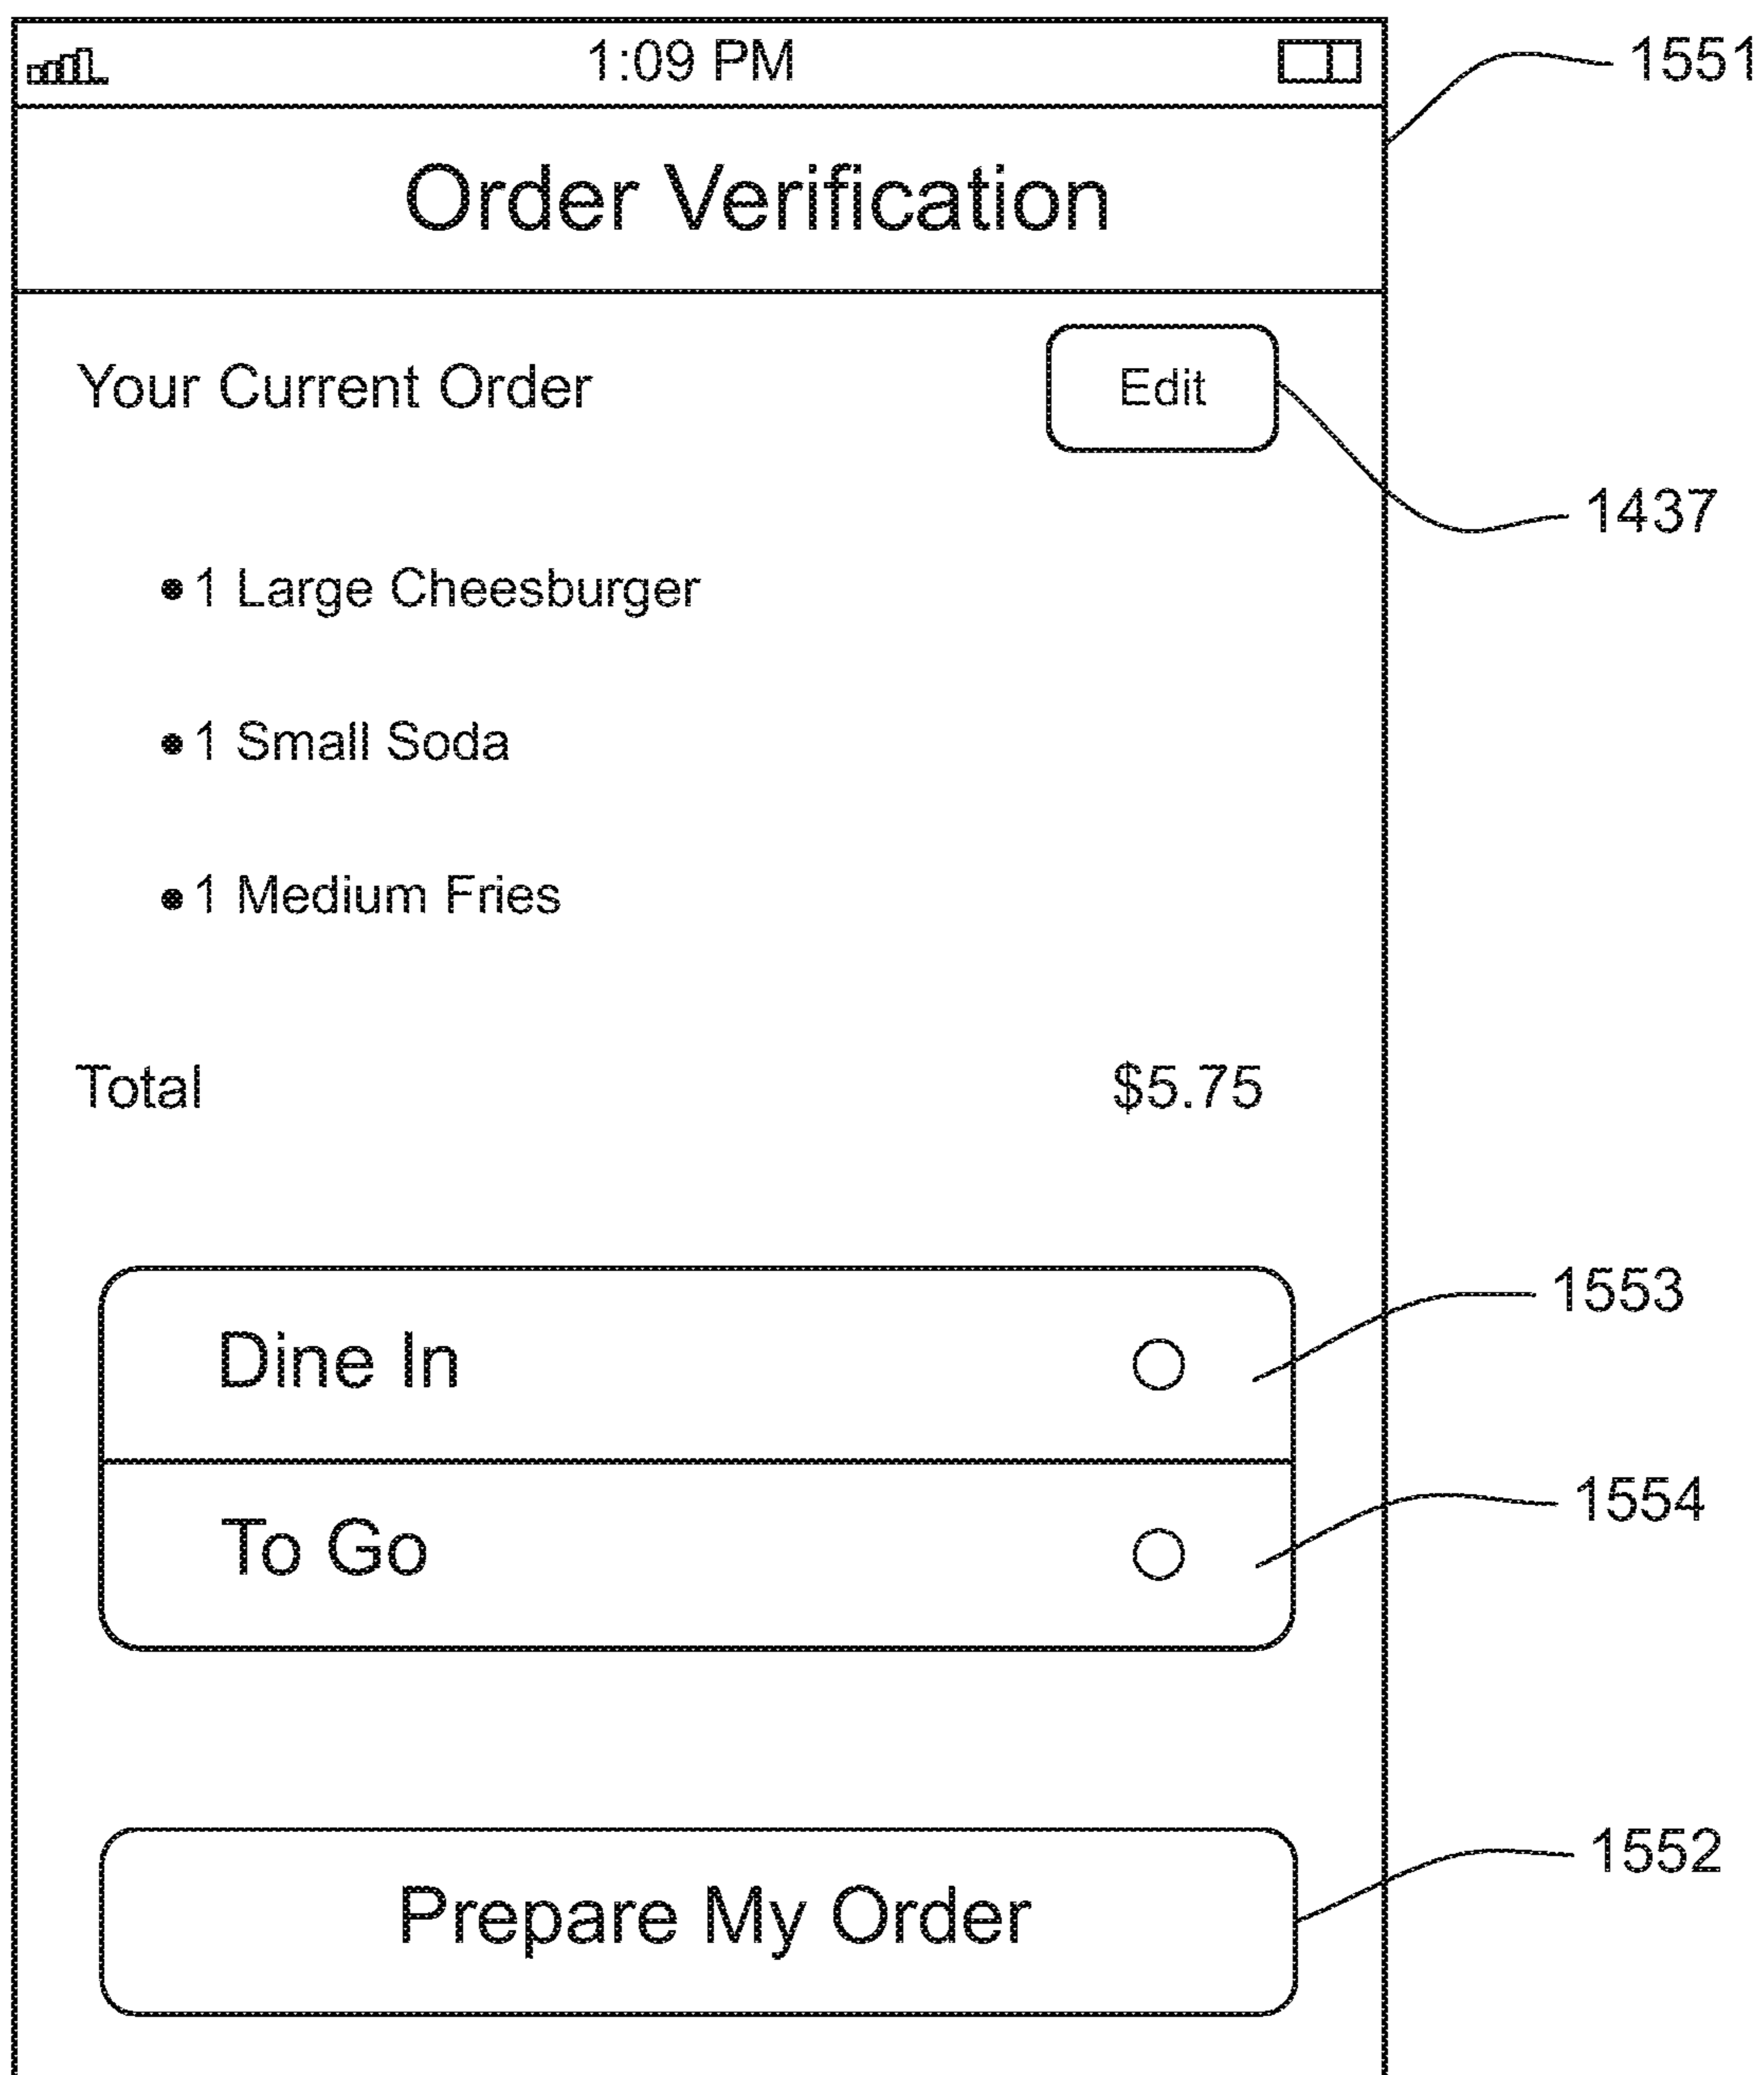 1:09 PM
1551
Order Verification
Your Current Order
Edit
1437
• 1 Large Cheesburger
• 1 Small Soda
• 1 Medium Fries
Total $5.75
1553
Dine In
1554
To Go
1552
Prepare My Order